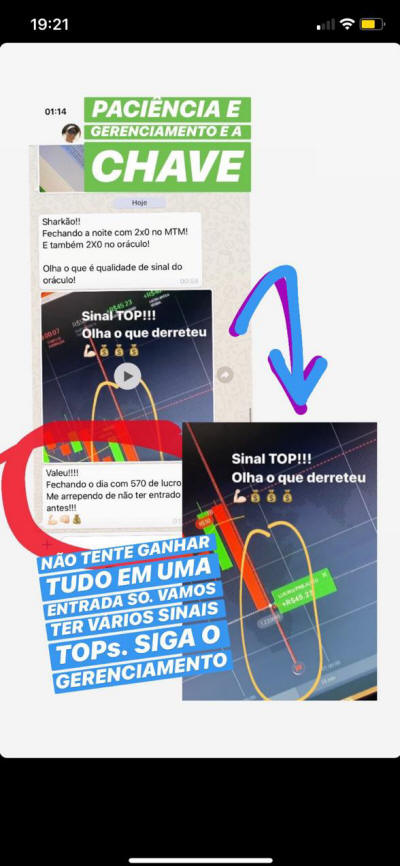 19:21
01:14
PACIÊNCIA E
GERENCIAMENTO E A
CHAVE
Hoje
Sharkão!!
Fechando a noite com 2x0 no MTM!
E também 2X0 no oráculo!
Olha o que é qualidade de sinal do
oráculo!
00:58
Sinal TOP!!!
Olha o que derreteu
💪🏻💰💰💰
Valeu!!!!
Fechando o dia com 570 de lucro
Me arrependo de não ter entrado
antes!!!
💪🏻👊🏻💰
Sinal TOP!!!
Olha o que derreteu
💪🏻💰💰💰
+R$45.23
NÃO TENTE GANHAR
TUDO EM UMA
ENTRADA SO. VAMOS
TER VARIOS SINAIS
TOPs. SIGA O
GERENCIAMENTO